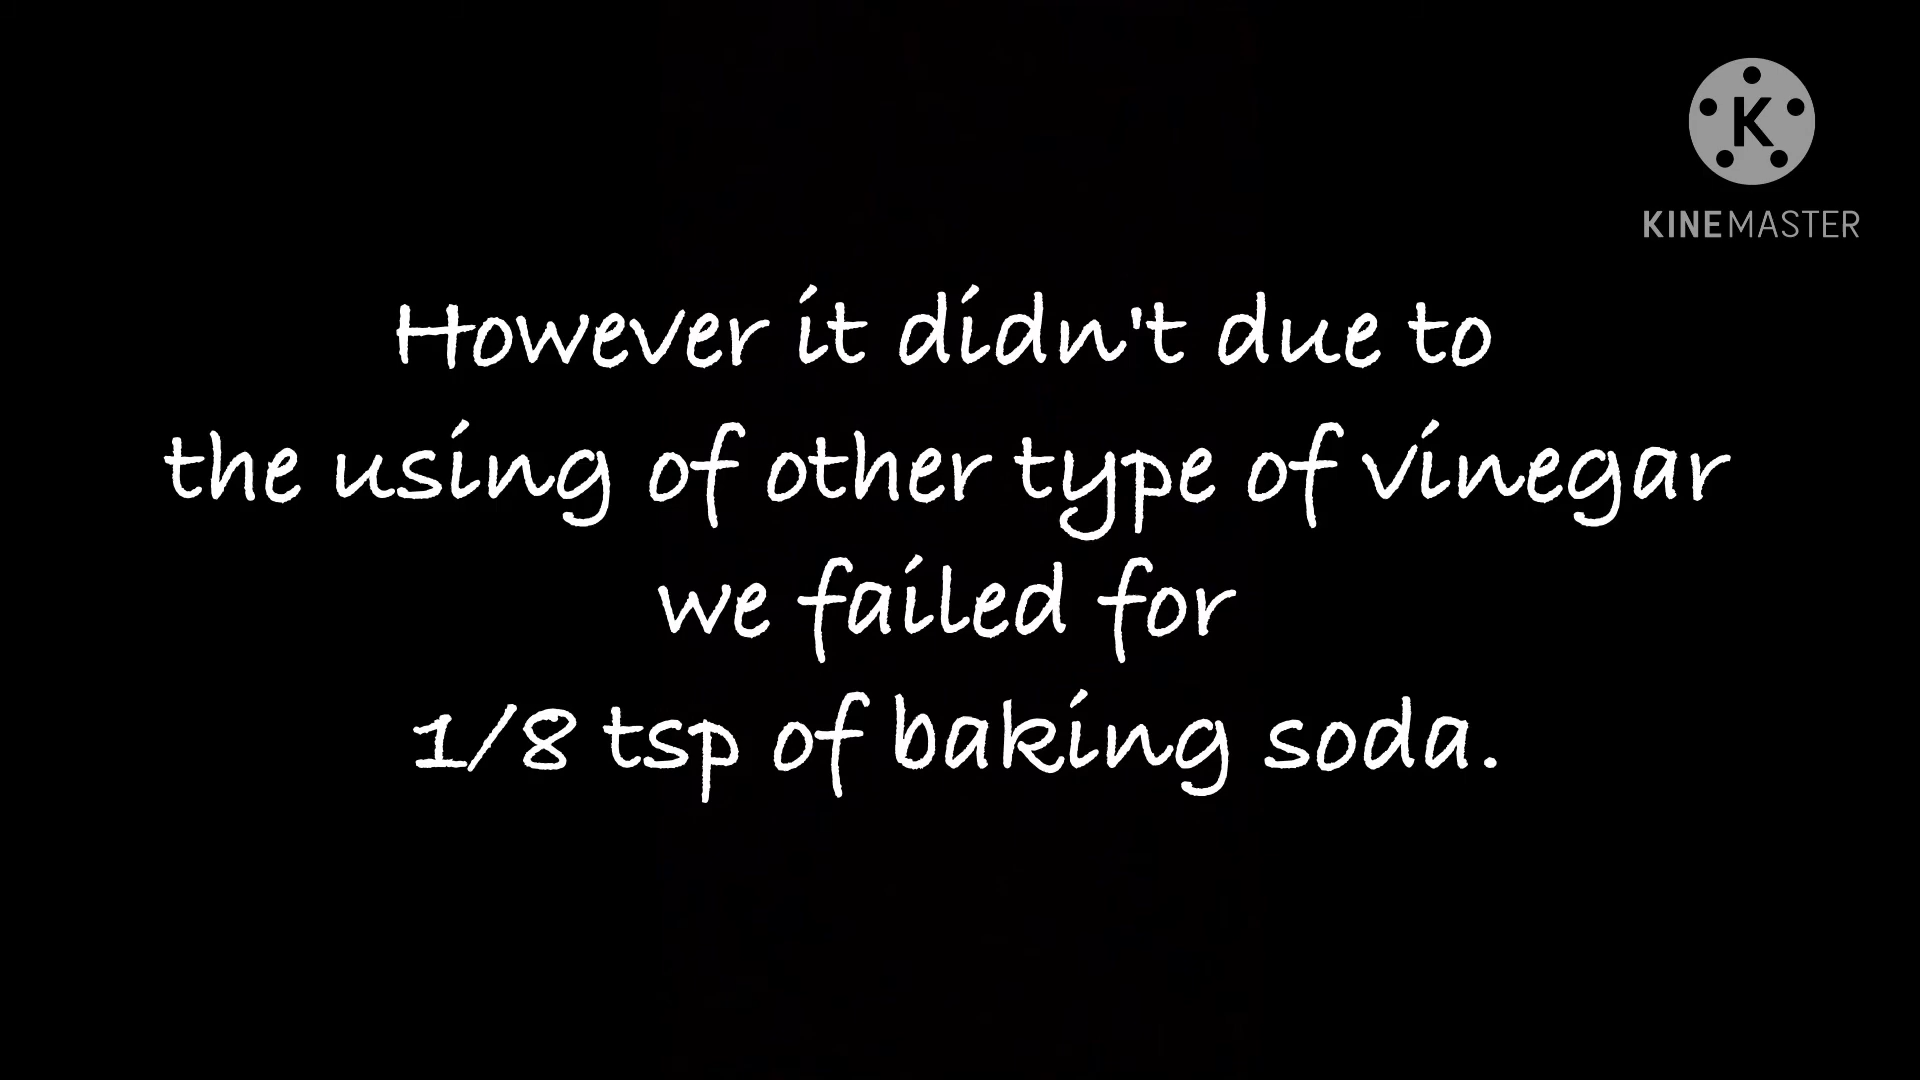 K
KINEMASTER
However it didn't due to
the using of other type of vinegar
we failed for
1/8 tsp of baking soda.